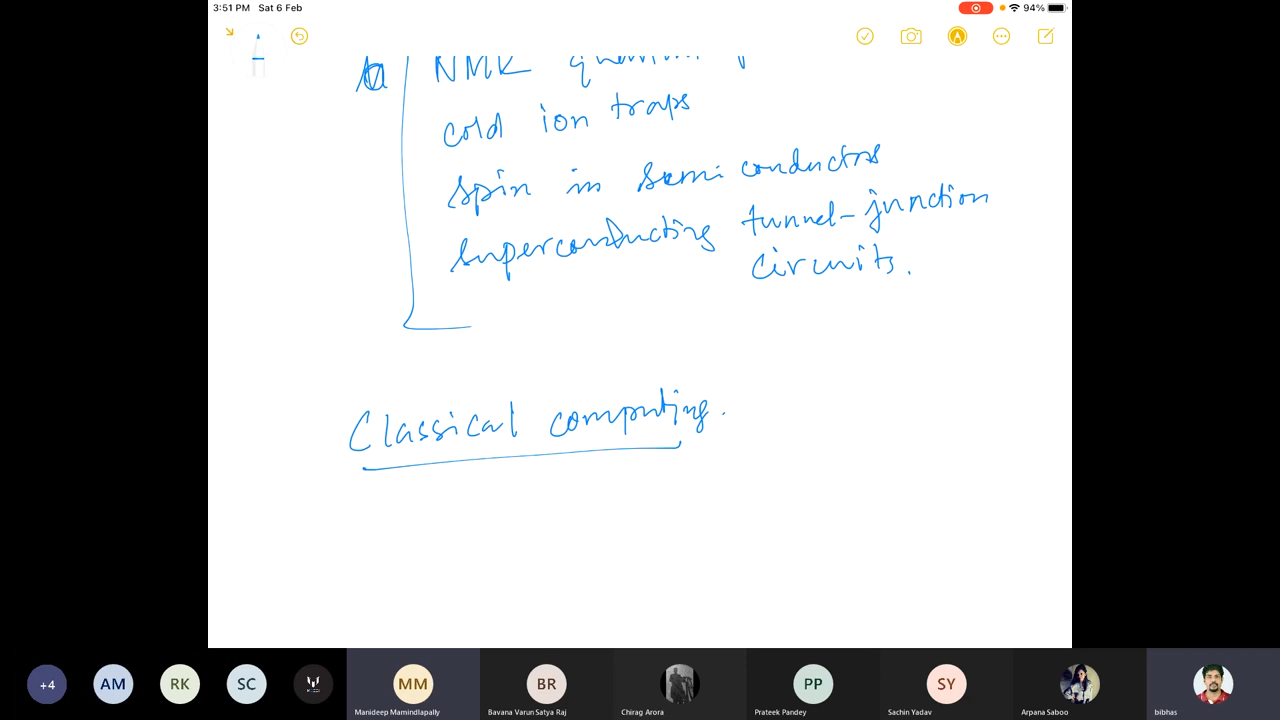 3:51 PM Sat 6 Feb 94%
NMR
cold ion traps
spin in semi conductors
superconducting tunnel-junction
circuits.
Classical computing.
+4 AM RK SC MM BR PP SY
Manideep Mamindlapally Bavana Varun Satya Raj Chirag Arora Prateek Pandey Sachin Yadav Arpana Saboo bibhas